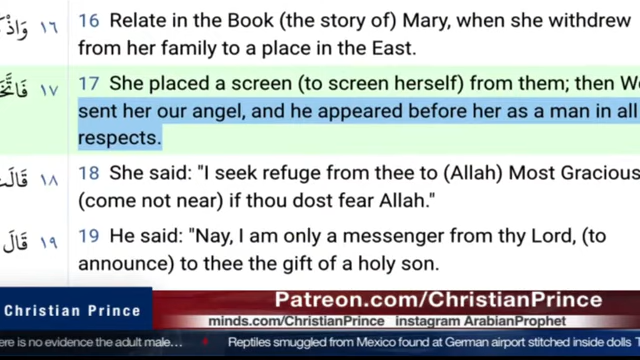 16 Relate in the Book (the story of) Mary, when she withdrew
from her family to a place in the East.
١٦
17 She placed a screen (to screen herself) from them; then We
sent her our angel, and he appeared before her as a man in all
respects.
١٧
18 She said: "I seek refuge from thee to (Allah) Most Gracious
(come not near) if thou dost fear Allah."
١٨ قَالَتْ
19 He said: "Nay, I am only a messenger from thy Lord, (to
announce) to thee the gift of a holy son.
١٩ قَالَ
Christian Prince
Patreon.com/ChristianPrince
minds.com/ChristianPrince instagram ArabianProphet
ere is no evidence the adult male... Reptiles smuggled from Mexico found at German airport stitched inside dolls